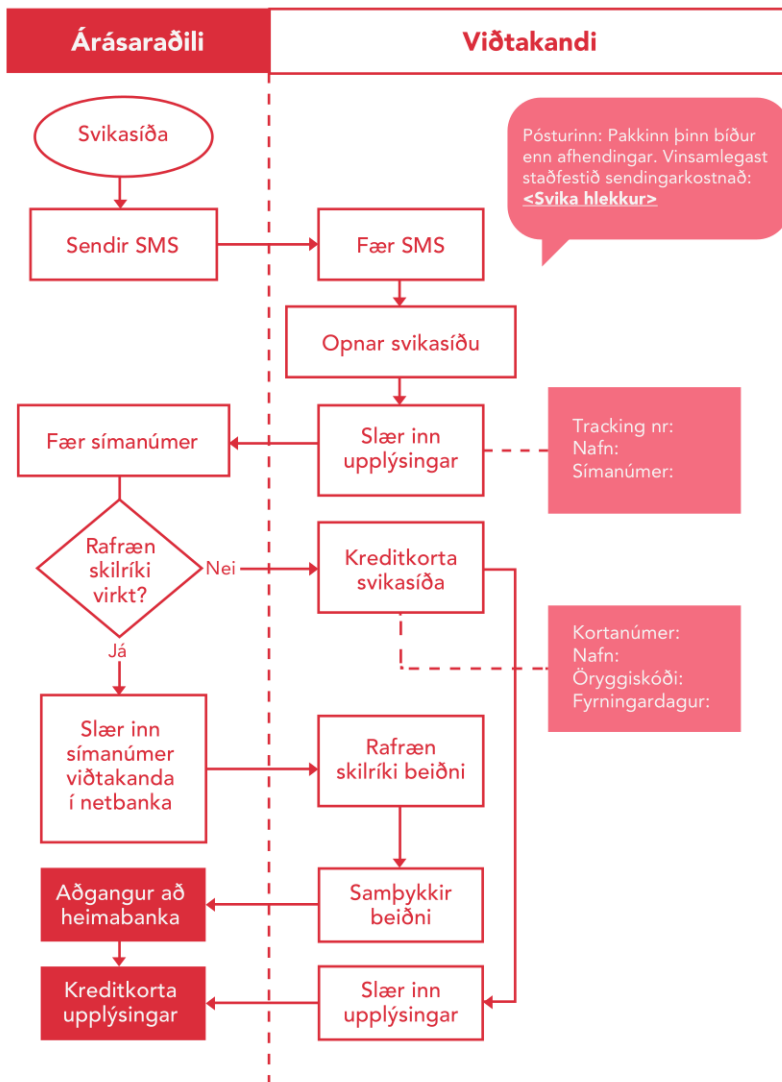 Árásaraðili
Viðtakandi
Svikasíða
Pósturinn: Pakkinn þinn bíður
enn afhendingar. Vinsamlegast
staðfestið sendingarkostnað:
<Svika hlekkur>
Sendir SMS
Fær SMS
Opnar svikasíðu
Fær símanúmer
Slær inn
upplýsingar
Tracking nr:
Nafn:
Símanúmer:
Rafræn
skilríki
virkt?
Nei
Kreditkorta
svikasíða
Já
Kortanúmer:
Nafn:
Öryggiskóði:
Fyrningardagur:
Slær inn
símanúmer
viðtakanda
í netbanka
Rafræn
skilríki beiðni
Aðgangur að
heimabanka
Samþykkir
beiðni
Kreditkorta
upplýsingar
Slær inn
upplýsingar